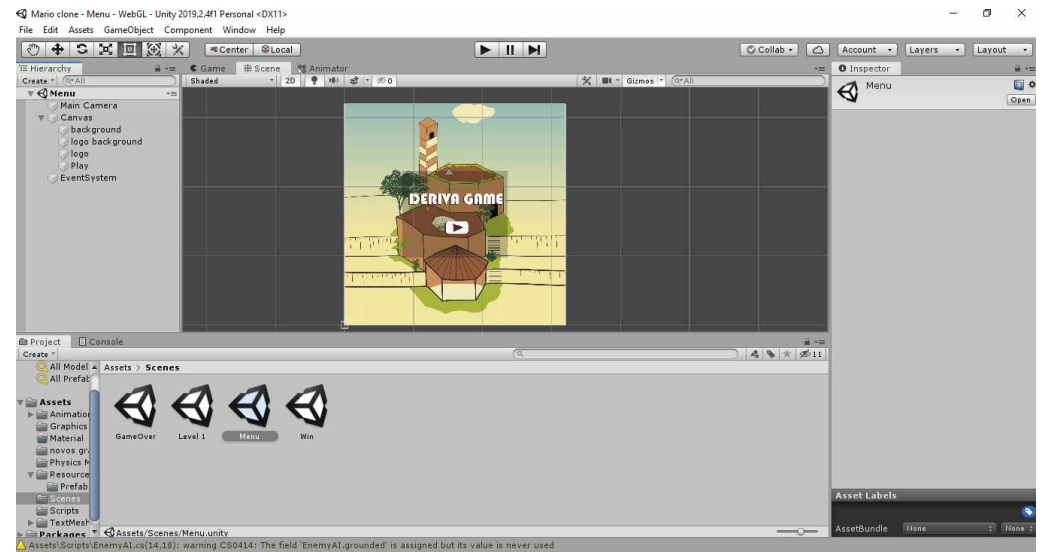 Mario clone - Menu - WebGL - Unity 2019.2.4f1 Personal <DX11>
File Edit Assets GameObject Component Window Help
Center Local Collab Account Layers Layout
Hierarchy Game Scene Animator Inspector
Create All Shaded 2D 0 Gizmos All
Menu
Menu
Open
Main Camera
Canvas
background
logo background
logo
Play
EventSystem
DERIVA GAME
Project Console
Create 11
All Model
All Prefab
Assets > Scenes
Assets
Animation
Graphics
Material
novos gr
Physics M
Resource
Prefab
Scenes
Scripts
TextMesh
Packages
GameOver Level 1 Menu Win
Assets/Scenes/Menu.unity
Asset Labels
AssetBundle None None
Assets\Scripts\EnemyAI.cs(14,18): warning CS0414: The field 'EnemyAI.grounded' is assigned but its value is never used